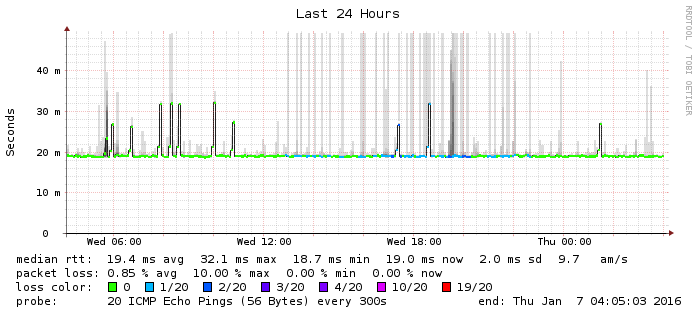 Last 24 Hours
RRDTOOL / TOBI OETIKER
Seconds
40 m
30 m
20 m
10 m
0
Wed 06:00 Wed 12:00 Wed 18:00 Thu 00:00
median rtt: 19.4 ms avg 32.1 ms max 18.7 ms min 19.0 ms now 2.0 ms sd 9.7 am/s
packet loss: 0.85 % avg 10.00 % max 0.00 % min 0.00 % now
loss color: 0 1/20 2/20 3/20 4/20 10/20 19/20
probe: 20 ICMP Echo Pings (56 Bytes) every 300s end: Thu Jan 7 04:05:03 2016